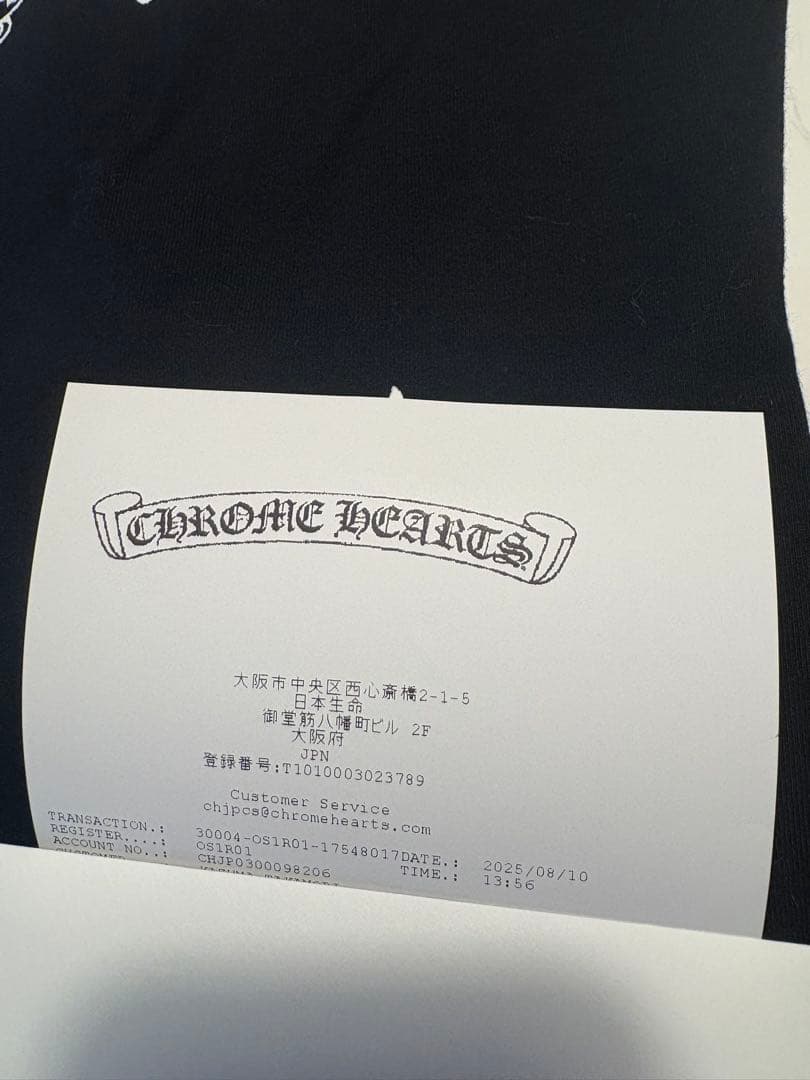 CHROME HEARTS
大阪市中央区西心斎橋2-1-5
日本生命
御堂筋八幡町ビル 2F
大阪府
JPN
登録番号:T1010003023789
Customer Service
chjpcs@chromehearts.com
TRANSACTION.: 30004-OS1R01-17548017DATE.: 2025/08/10
REGISTER....: OS1R01 TIME.: 13:56
ACCOUNT NO..: CHJP0300098206